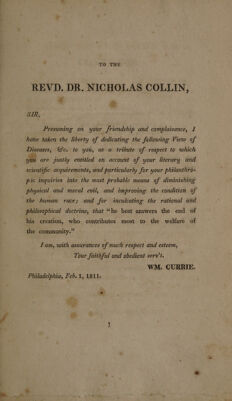 TO THE
REVD. DR. NICHOLAS COLLIN,
SIR,
Presuming on your friendship and complaisance, I
have taken the liberty of dedicating the following View of
Diseases, &c. to you, as a tribute of respect to which
you are justly entitled on account of your literary and
scientific acquirements, and particularly for your philanthro-
pic inquiries into the most probable means of diminishing
physical and moral evil, and improving the condition of
the human race; and for inculcating the rational and
philosophical doctrine, that "he best answers the end of
his creation, who contributes most to the welfare of
the community."
I am, with assurances of much respect and esteem,
Your faithful and obedient serv't.
WM. CURRIE.
Philadelphia, Feb. 1, 1811.
1